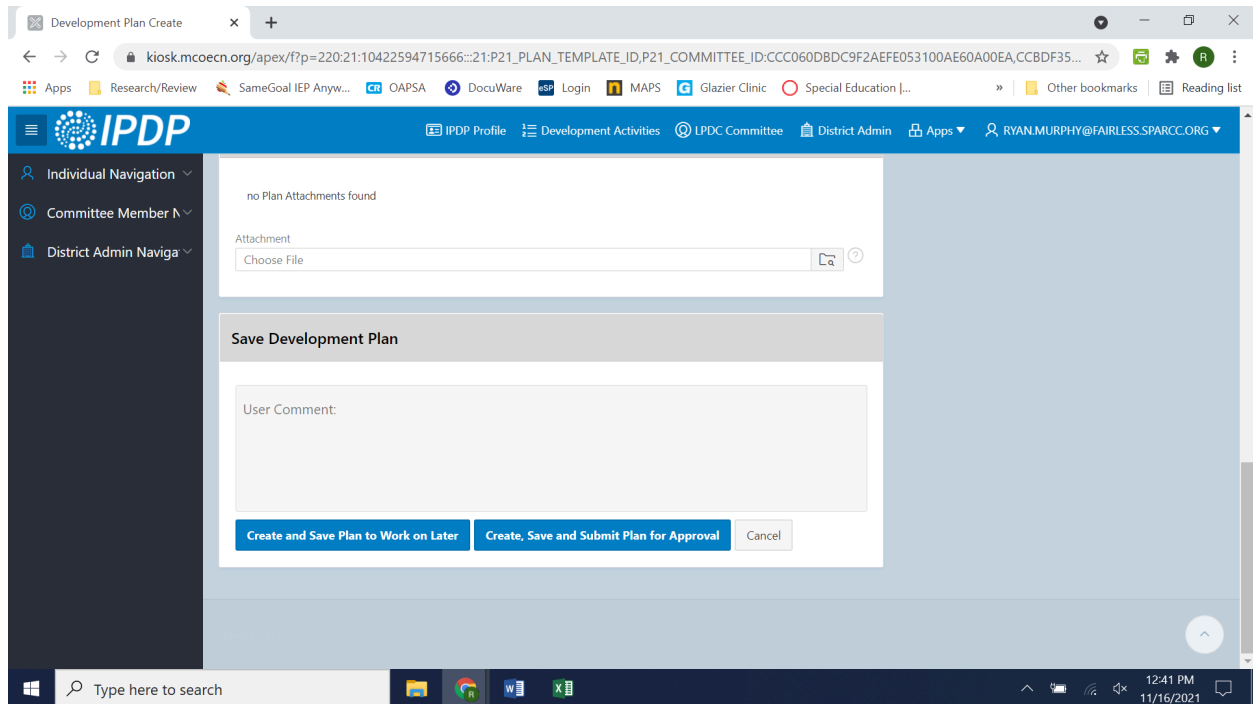 Development Plan Create
kiosk.mcoecn.org/apex/f?p=220:21:10422594715666:::21:P21_PLAN_TEMPLATE_ID,P21_COMMITTEE_ID:CCC060DBDC9F2AEFE053100AE60A00EA,CCBDF35...
R
Apps Research/Review SameGoal IEP Anyw... CR OAPSA DocuWare eSP Login n MAPS G Glazier Clinic Special Education |... » Other bookmarks Reading list
IPDP IPDP Profile Development Activities LPDC Committee District Admin Apps ▼ RYAN.MURPHY@FAIRLESS.SPARCC.ORG ▼
Individual Navigation
Committee Member N
District Admin Naviga
no Plan Attachments found
Attachment
Choose File
?
Save Development Plan
User Comment:
Create and Save Plan to Work on Later Create, Save and Submit Plan for Approval Cancel
Type here to search
12:41 PM
11/16/2021